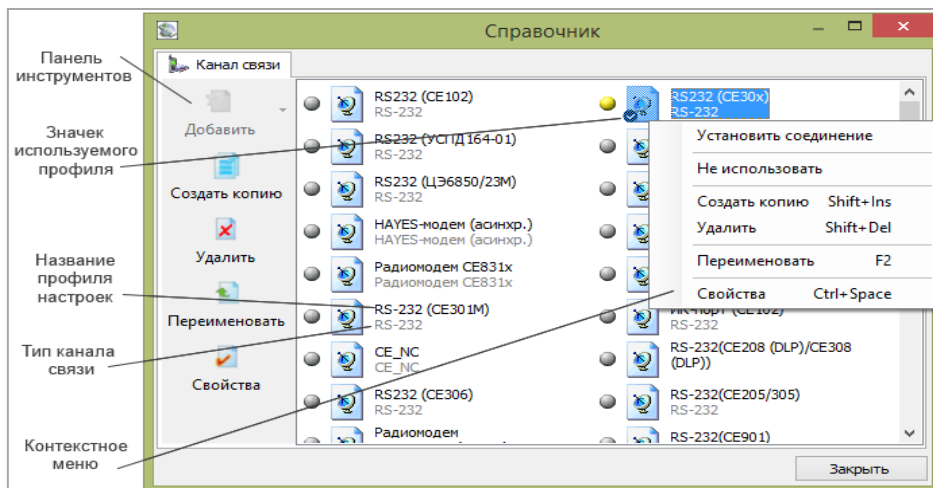 Справочник
Канал связи
Панель
инструментов
Значек
используемого
профиля
Название
профиля
настроек
Тип канала
связи
Контекстное
меню
Добавить
Создать копию
Удалить
Переименовать
Свойства
RS232 (CE102)
RS-232
RS232 (УСПД164-01)
RS-232
RS232 (ЦЭ6850/23М)
RS-232
HAYES-модем (асинхр.)
HAYES-модем (асинхр.)
Радиомодем CE831x
Радиомодем CE831x
RS-232 (CE301M)
RS-232
CE_NC
CE_NC
RS232 (CE306)
RS-232
Радиомодем
RS232 (CE30x)
RS-232
Установить соединение
Не использовать
Создать копию Shift+Ins
Удалить Shift+Del
Переименовать F2
Свойства Ctrl+Space
ИК-порт (CE102)
RS-232
RS-232(CE208 (DLP)/CE308
(DLP))
RS-232(CE205/305)
RS-232
RS-232(CE901)
Закрыть